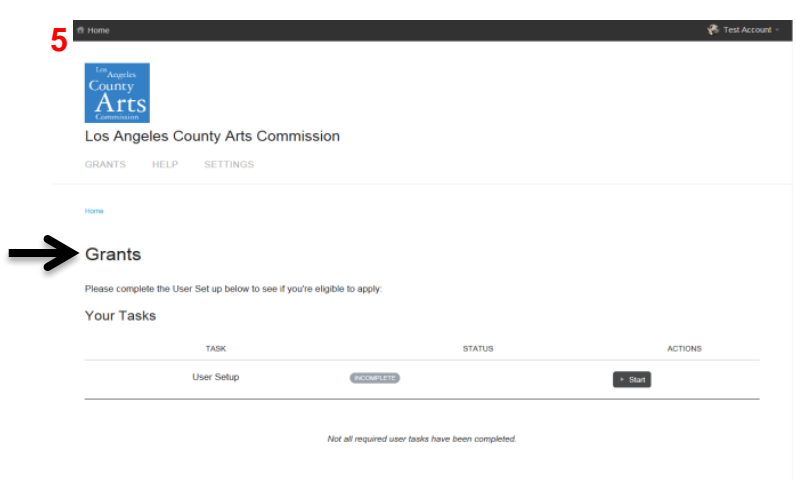 5
Home
Test Account
Los Angeles
County
Arts
Commission
Los Angeles County Arts Commission
GRANTS HELP SETTINGS
Home
Grants
Please complete the User Set up below to see if you're eligible to apply:
Your Tasks
TASK STATUS ACTIONS
User Setup INCOMPLETE Start
Not all required user tasks have been completed.